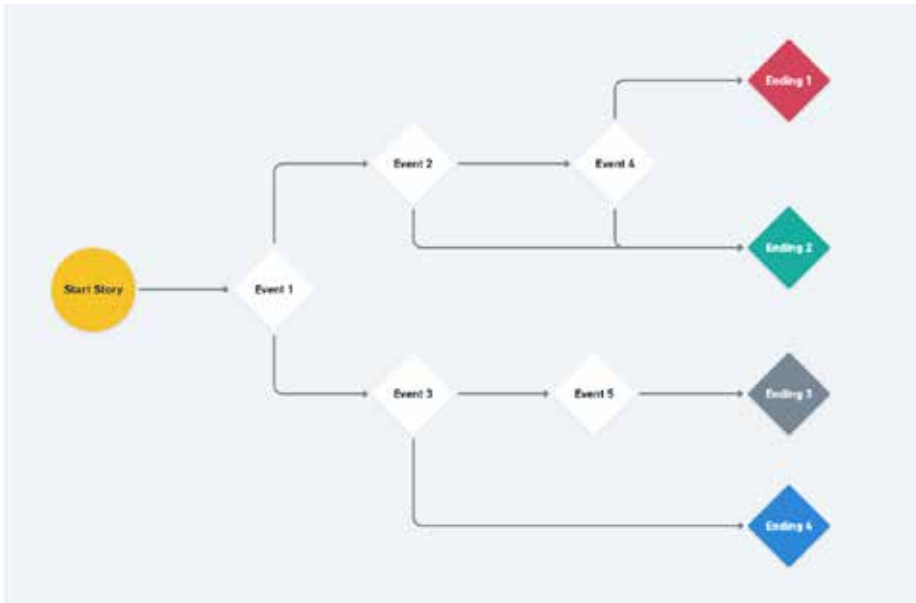 Ending 1
Event 2
Event 4
Ending 2
Start Story
Event 1
Event 3
Event 5
Ending 3
Ending 4